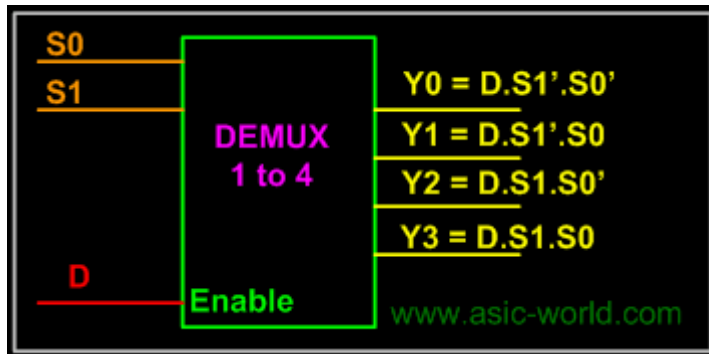 S0
S1
DEMUX
1 to 4
Y0 = D.S1’.S0’
Y1 = D.S1’.S0
Y2 = D.S1.S0’
Y3 = D.S1.S0
D
Enable
www.asic-world.com